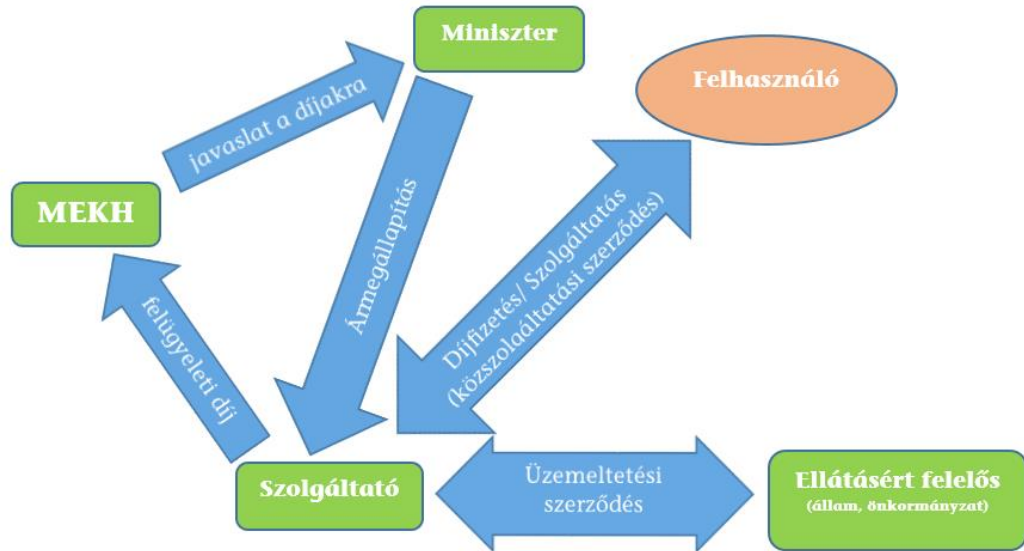 Miniszter
Felhasználó
javaslat a díjakra
MEKH
Ármegállapítás
Díjfizetés/ Szolgáltatás
(közszolgáltatási szerződés)
felügyeleti díj
Szolgáltató
Üzemeltetési
szerződés
Ellátásért felelős
(állam, önkormányzat)